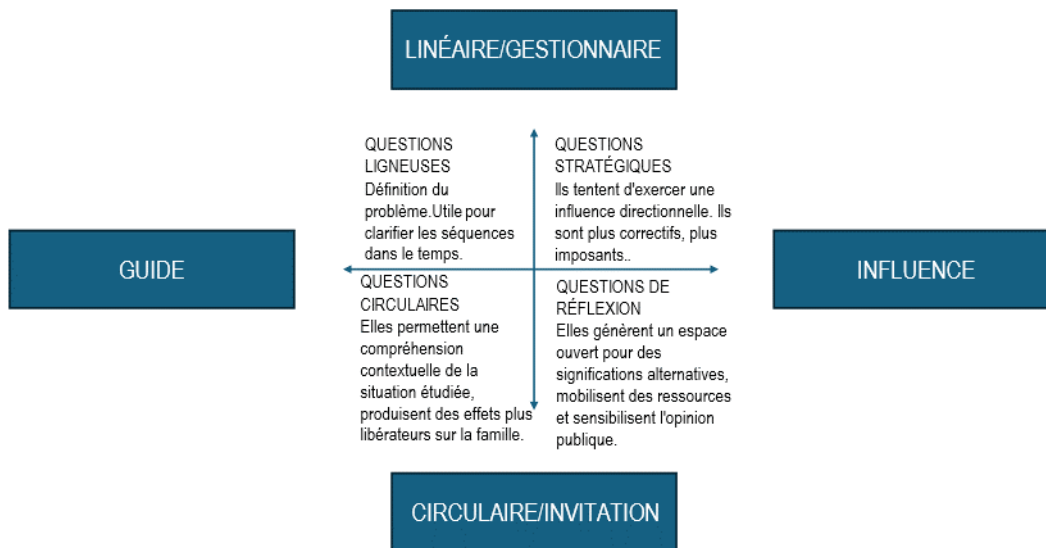 LINÉAIRE/GESTIONNAIRE
QUESTIONS
LIGNEUSES
Définition du
problème.Utile pour
clarifier les séquences
dans le temps.
QUESTIONS
STRATÉGIQUES
Ils tentent d'exercer une
influence directionnelle. Ils
sont plus correctifs, plus
imposants..
GUIDE
INFLUENCE
QUESTIONS
CIRCULAIRES
Elles permettent une
compréhension
contextuelle de la
situation étudiée,
produisent des effets plus
libérateurs sur la famille.
QUESTIONS DE
RÉFLEXION
Elles génèrent un espace
ouvert pour des
significations alternatives,
mobilisent des ressources
et sensibilisent l'opinion
publique.
CIRCULAIRE/INVITATION